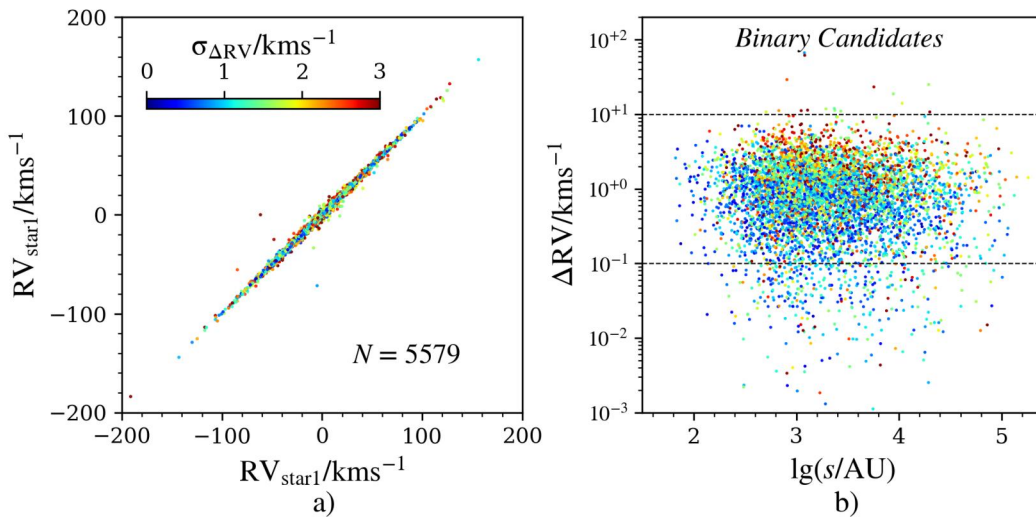 200
100
0
−100
−200
−200
−100
0
100
200
RV_star1/kms⁻¹
RV_star1/kms⁻¹
σ_ΔRV/kms⁻¹
0
1
2
3
N = 5579
a)
Binary Candidates
10⁺²
10⁺¹
10⁺⁰
10⁻¹
10⁻²
10⁻³
ΔRV/kms⁻¹
2
3
4
5
lg(s/AU)
b)